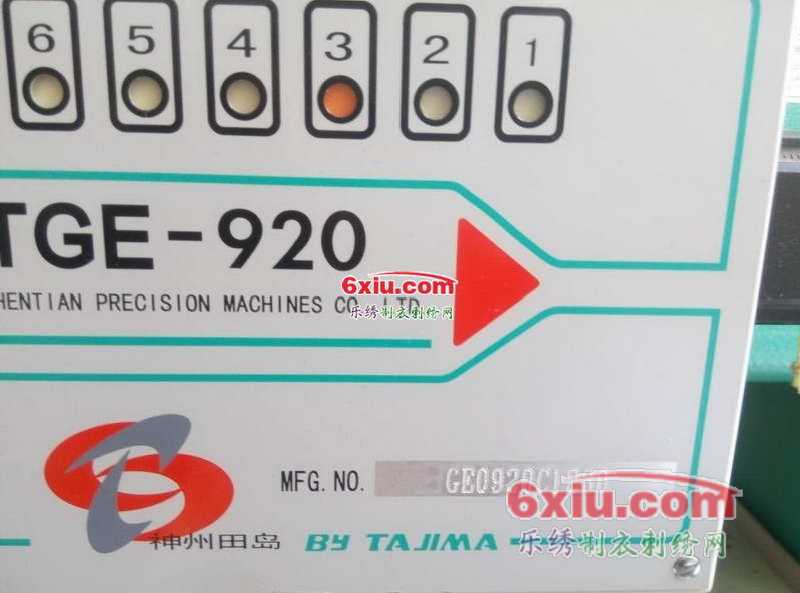 6 5 4 3 2 1
TGE-920
6xiu.com
HENTIAN PRECISION MACHINES CO.,LTD
乐绣制衣刺绣网
MFG. NO.
6xiu.com
神州田岛 BY TAJIMA
乐绣制衣刺绣网